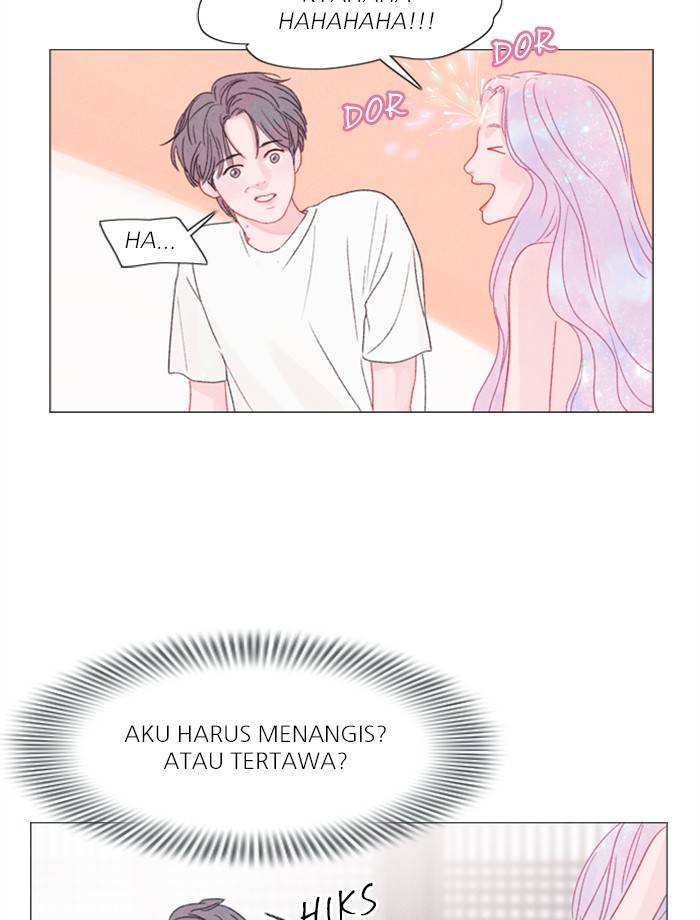 HAHAHAHA!!!
DOR
DOR
HA...
AKU HARUS MENANGIS?
ATAU TERTAWA?
HIKS